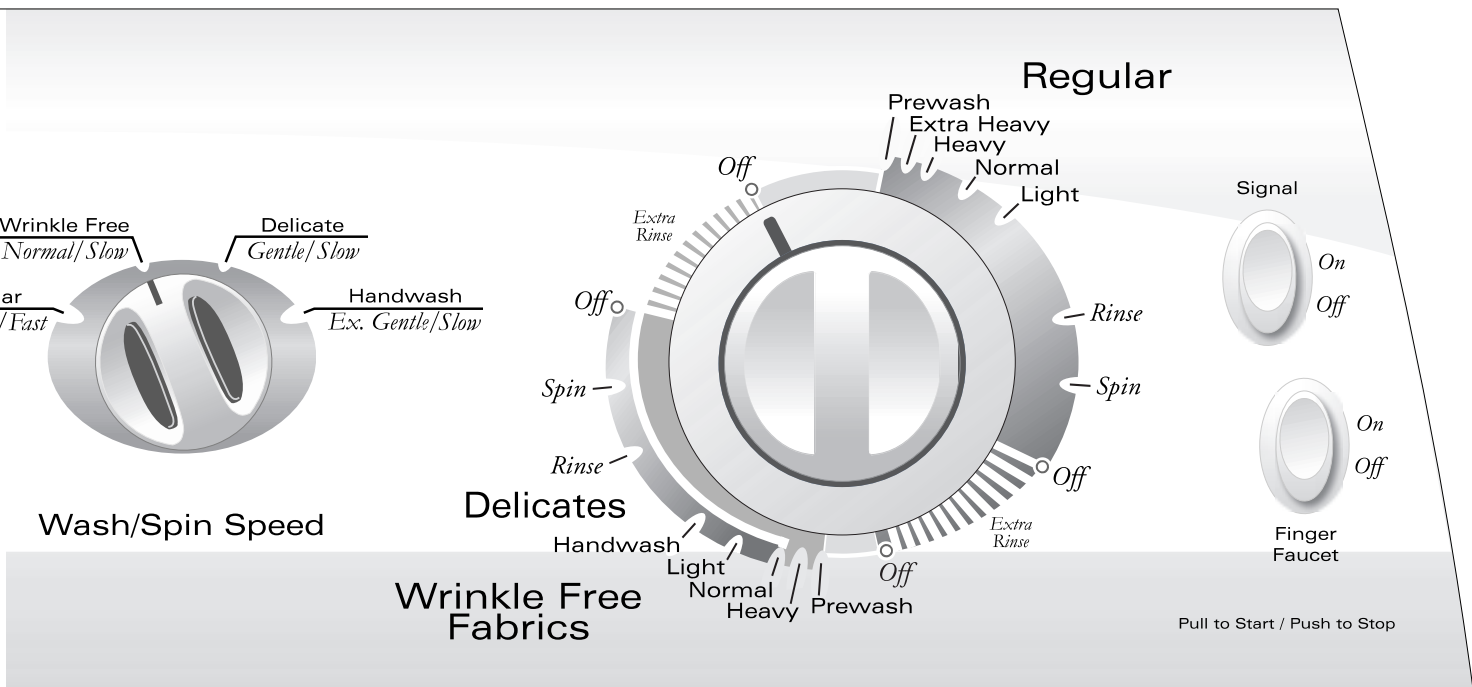 Regular
Prewash
Extra Heavy
Heavy
Normal
Light
Off
Extra
Rinse
Off
Spin
Rinse
Delicates
Handwash
Light
Normal
Heavy
Prewash
Wrinkle Free
Fabrics
Rinse
Spin
Off
Extra
Rinse
Off
Wrinkle Free
Normal/Slow
Delicate
Gentle/Slow
ar
/Fast
Handwash
Ex. Gentle/Slow
Wash/Spin Speed
Signal
On
Off
On
Off
Finger
Faucet
Pull to Start / Push to Stop